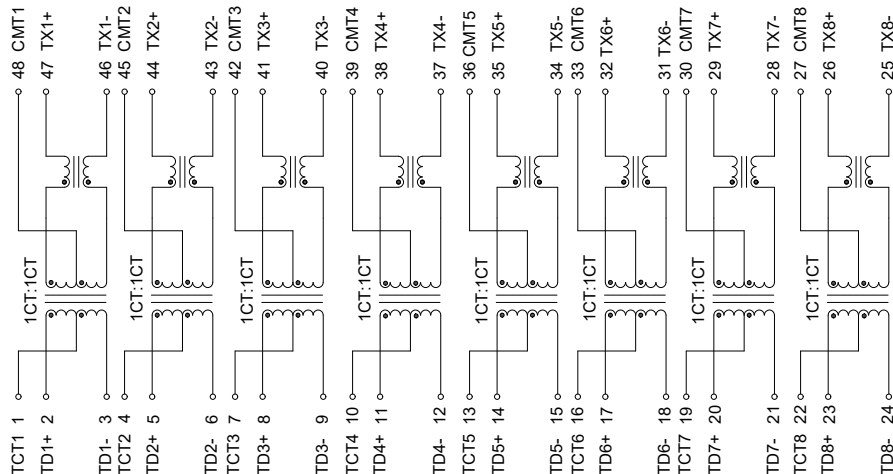 48 CMT1
47 TX1+
46 TX1-
45 CMT2
44 TX2+
43 TX2-
42 CMT3
41 TX3+
40 TX3-
39 CMT4
38 TX4+
37 TX4-
36 CMT5
35 TX5+
34 TX5-
33 CMT6
32 TX6+
31 TX6-
30 CMT7
29 TX7+
28 TX7-
27 CMT8
26 TX8+
25 TX8-
1CT:1CT
1CT:1CT
1CT:1CT
1CT:1CT
1CT:1CT
1CT:1CT
1CT:1CT
1CT:1CT
TCT1 1
TD1+ 2
TD1- 3
TCT2 4
TD2+ 5
TD2- 6
TCT3 7
TD3+ 8
TD3- 9
TCT4 10
TD4+ 11
TD4- 12
TCT5 13
TD5+ 14
TD5- 15
TCT6 16
TD6+ 17
TD6- 18
TCT7 19
TD7+ 20
TD7- 21
TCT8 22
TD8+ 23
TD8- 24